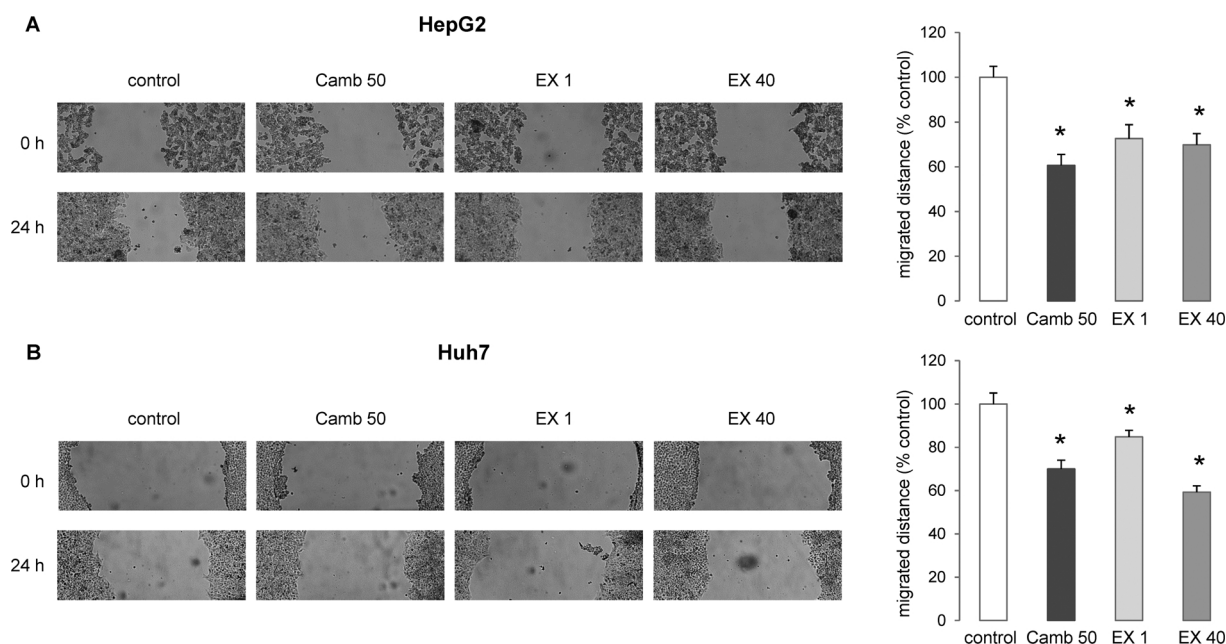 A
HepG2
control
Camb 50
EX 1
EX 40
0 h
24 h
migrated distance (% control)
120
100
80
60
40
20
0
*
*
*
control
Camb 50
EX 1
EX 40
B
Huh7
control
Camb 50
EX 1
EX 40
0 h
24 h
migrated distance (% control)
120
100
80
60
40
20
0
*
*
*
control
Camb 50
EX 1
EX 40